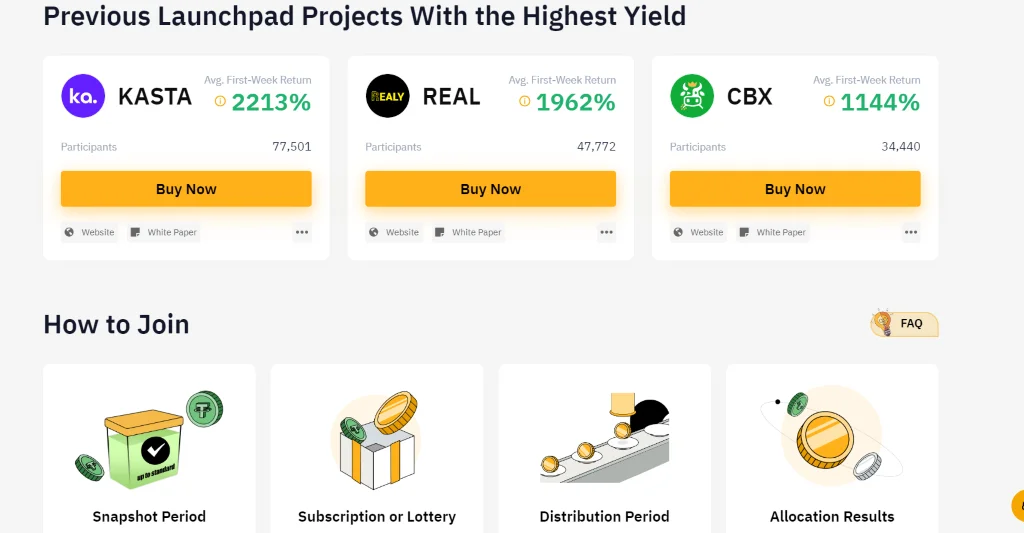 Previous Launchpad Projects With the Highest Yield
ka.
KASTA
Avg. First-Week Return
2213%
Participants
77,501
Buy Now
Website
White Paper
REALY
REAL
Avg. First-Week Return
1962%
Participants
47,772
Buy Now
Website
White Paper
CBX
Avg. First-Week Return
1144%
Participants
34,440
Buy Now
Website
White Paper
How to Join
FAQ
up to standard
Snapshot Period
Subscription or Lottery
Distribution Period
Allocation Results